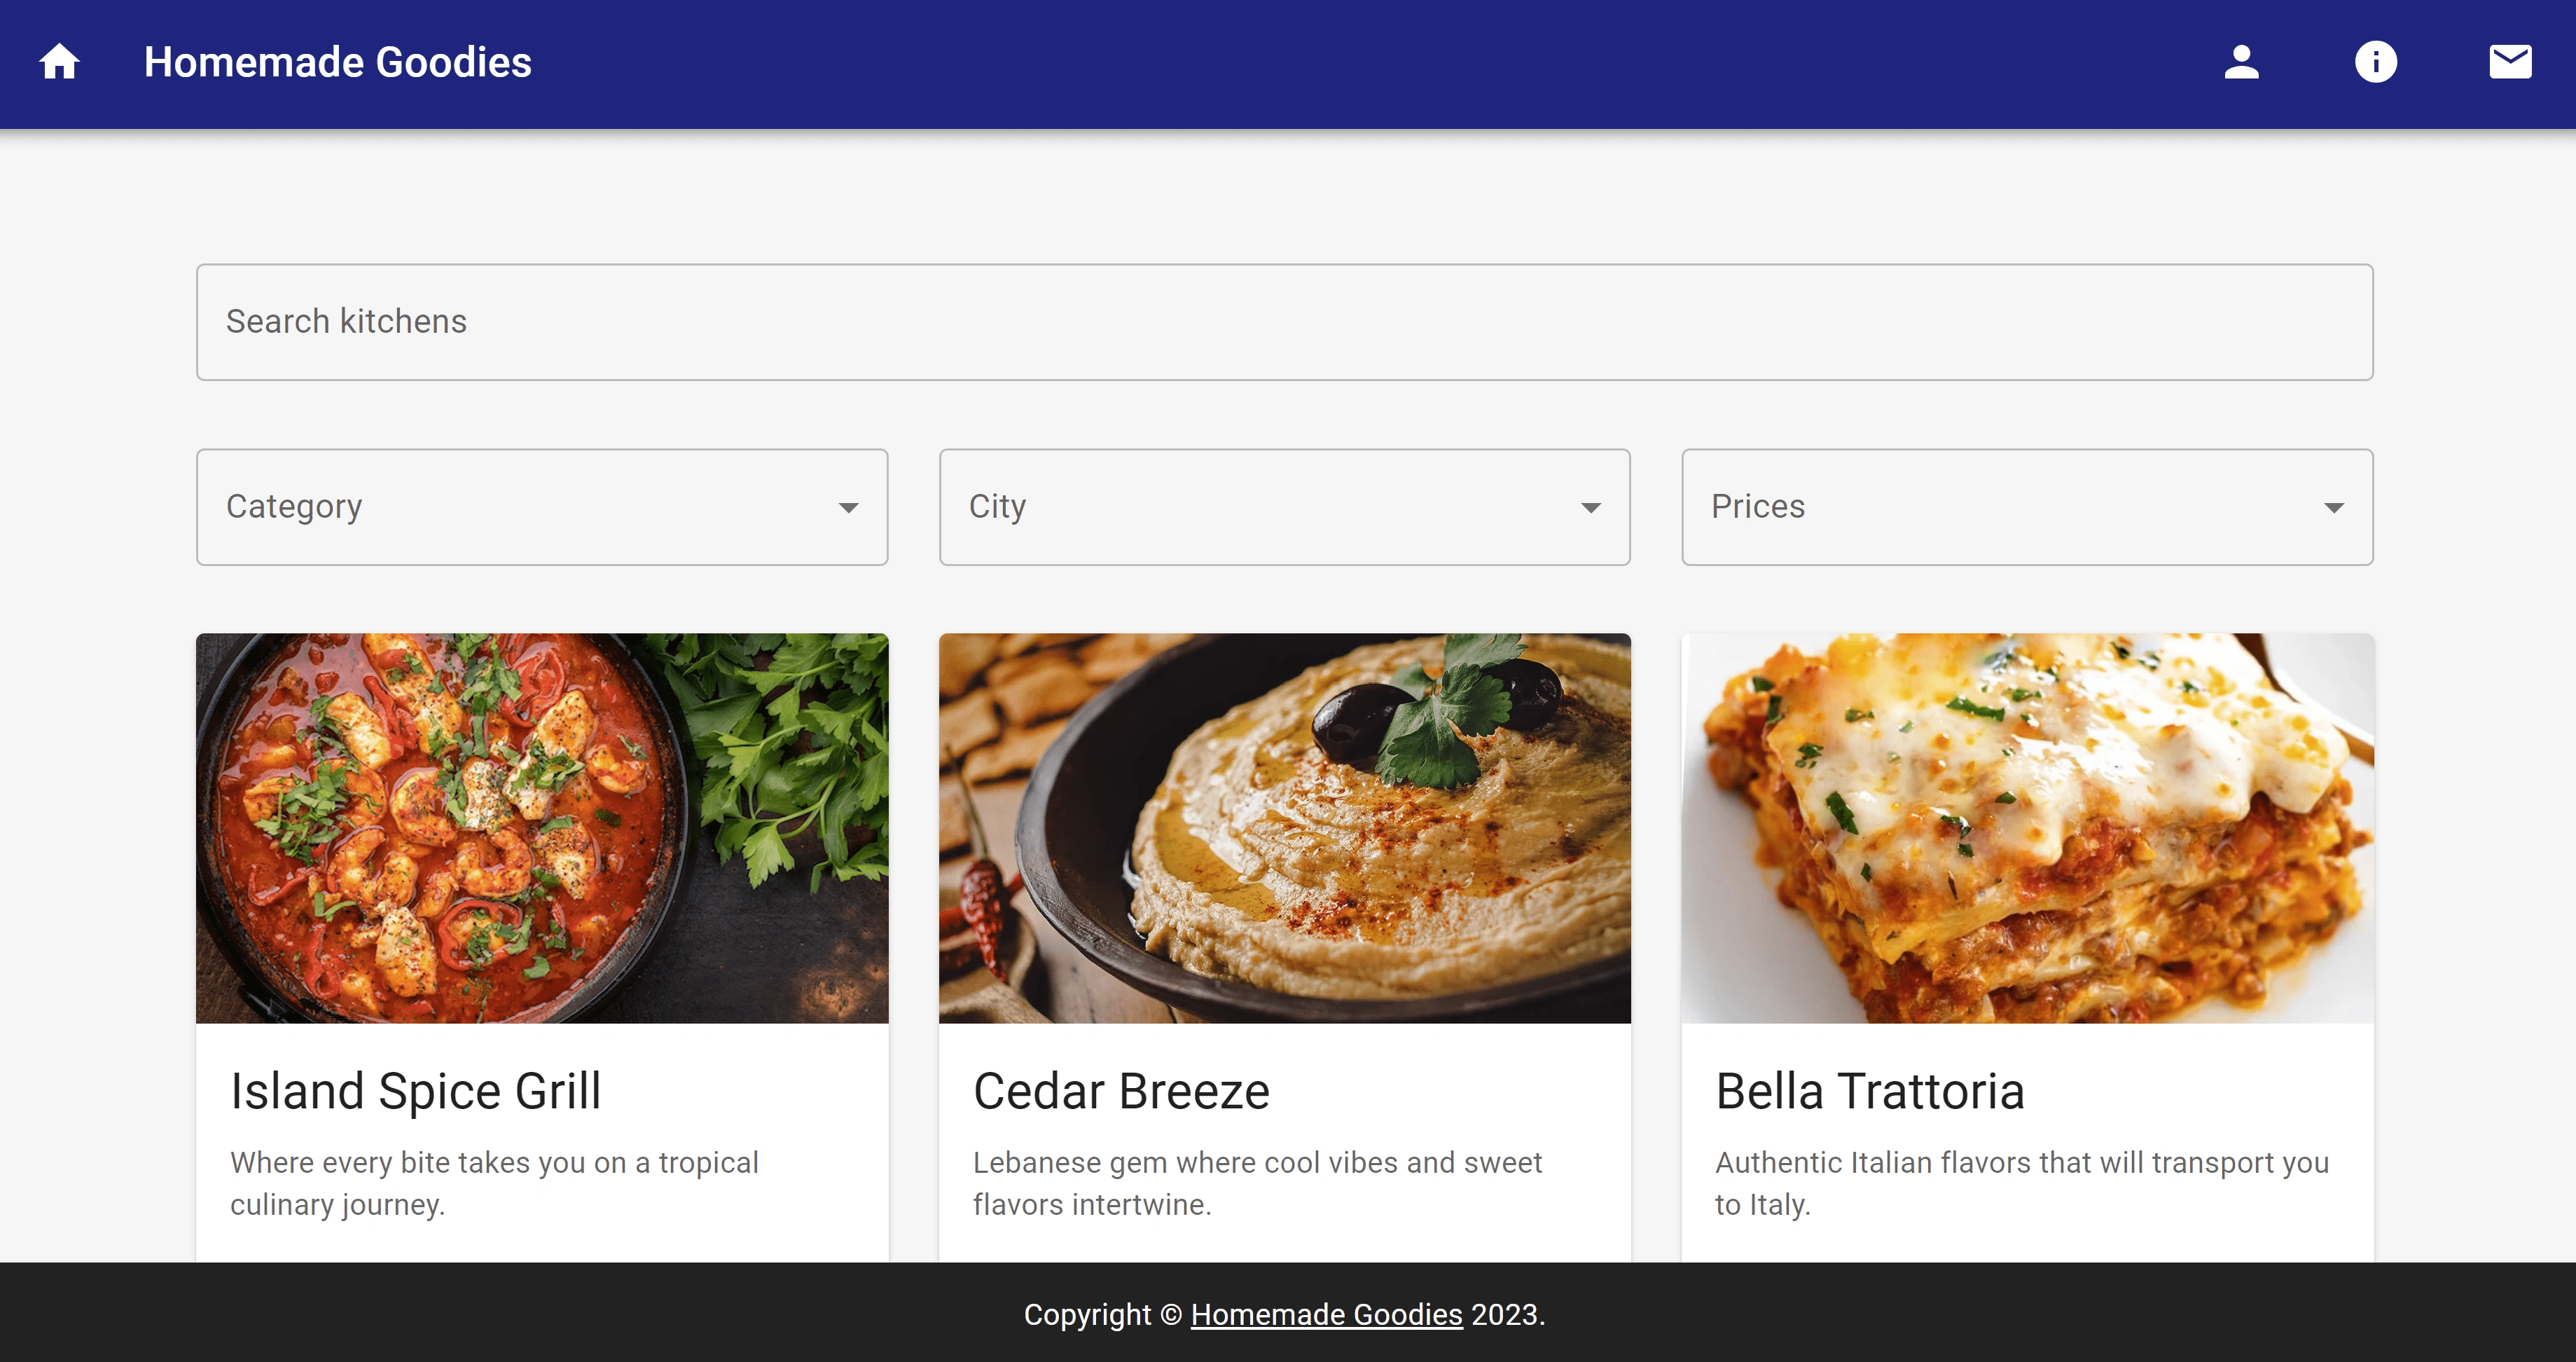 Homemade Goodies
Search kitchens
Category
City
Prices
Island Spice Grill
Where every bite takes you on a tropical
culinary journey.
Cedar Breeze
Lebanese gem where cool vibes and sweet
flavors intertwine.
Bella Trattoria
Authentic Italian flavors that will transport you
to Italy.
Copyright © Homemade Goodies 2023.